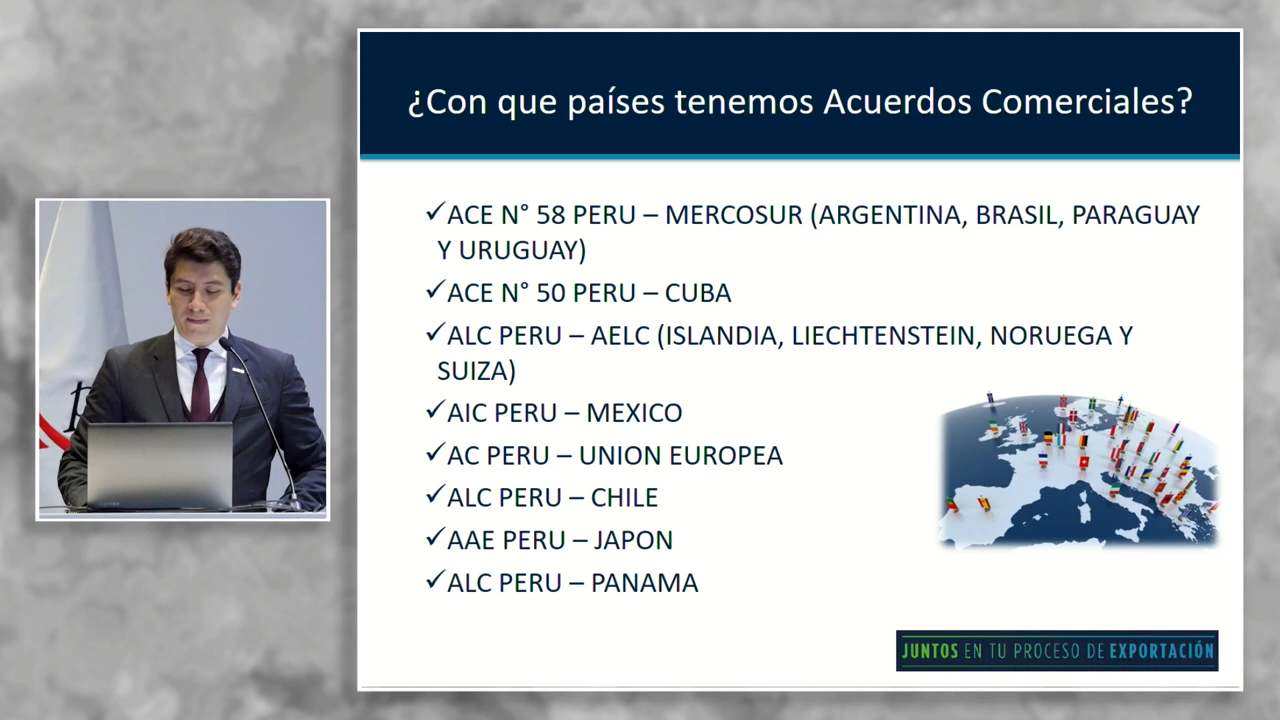 ¿Con que países tenemos Acuerdos Comerciales?
✓ACE N° 58 PERU – MERCOSUR (ARGENTINA, BRASIL, PARAGUAY
Y URUGUAY)
✓ACE N° 50 PERU – CUBA
✓ALC PERU – AELC (ISLANDIA, LIECHTENSTEIN, NORUEGA Y
SUIZA)
✓AIC PERU – MEXICO
✓AC PERU – UNION EUROPEA
✓ALC PERU – CHILE
✓AAE PERU – JAPON
✓ALC PERU – PANAMA
JUNTOS EN TU PROCESO DE EXPORTACIÓN